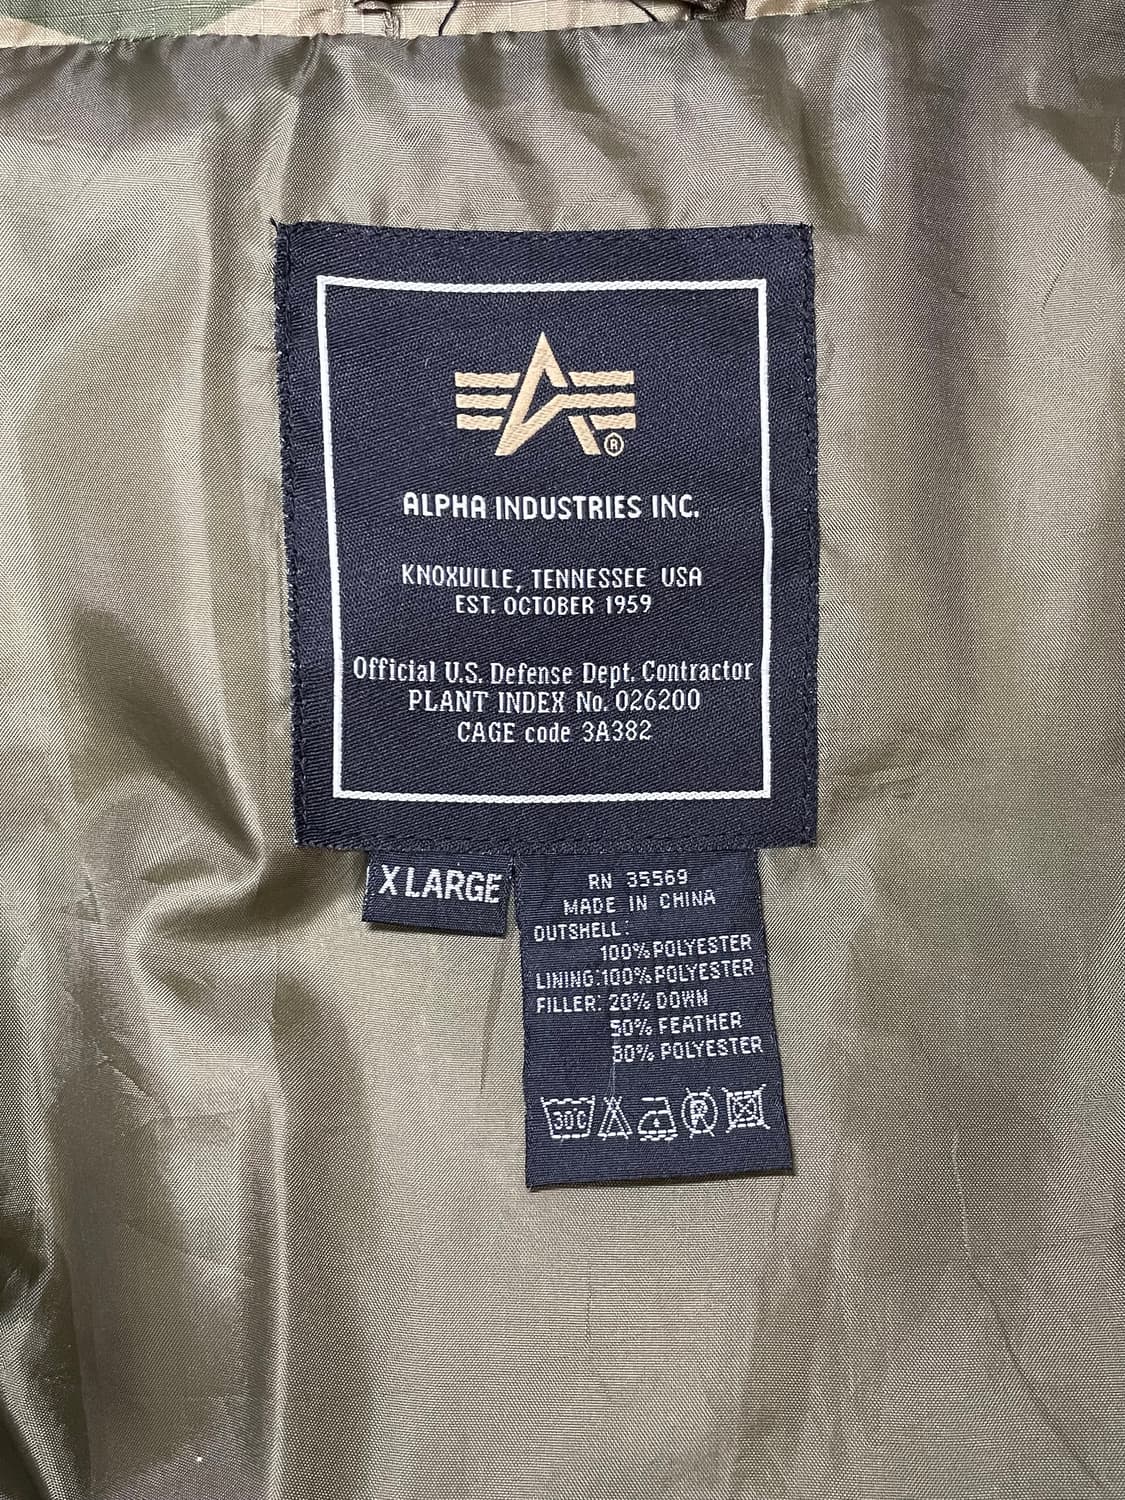 ®
ALPHA INDUSTRIES INC.
KNOXUILLE, TENNESSEE USA
EST. OCTOBER 1959
Official U.S. Defense Dept. Contractor
PLANT INDEX No. 026200
CAGE code 3A382
X LARGE
RN 35569
MADE IN CHINA
OUTSHELL:
100% POLYESTER
LINING:100% POLYESTER
FILLER: 20% DOWN
50% FEATHER
30% POLYESTER
30C
R